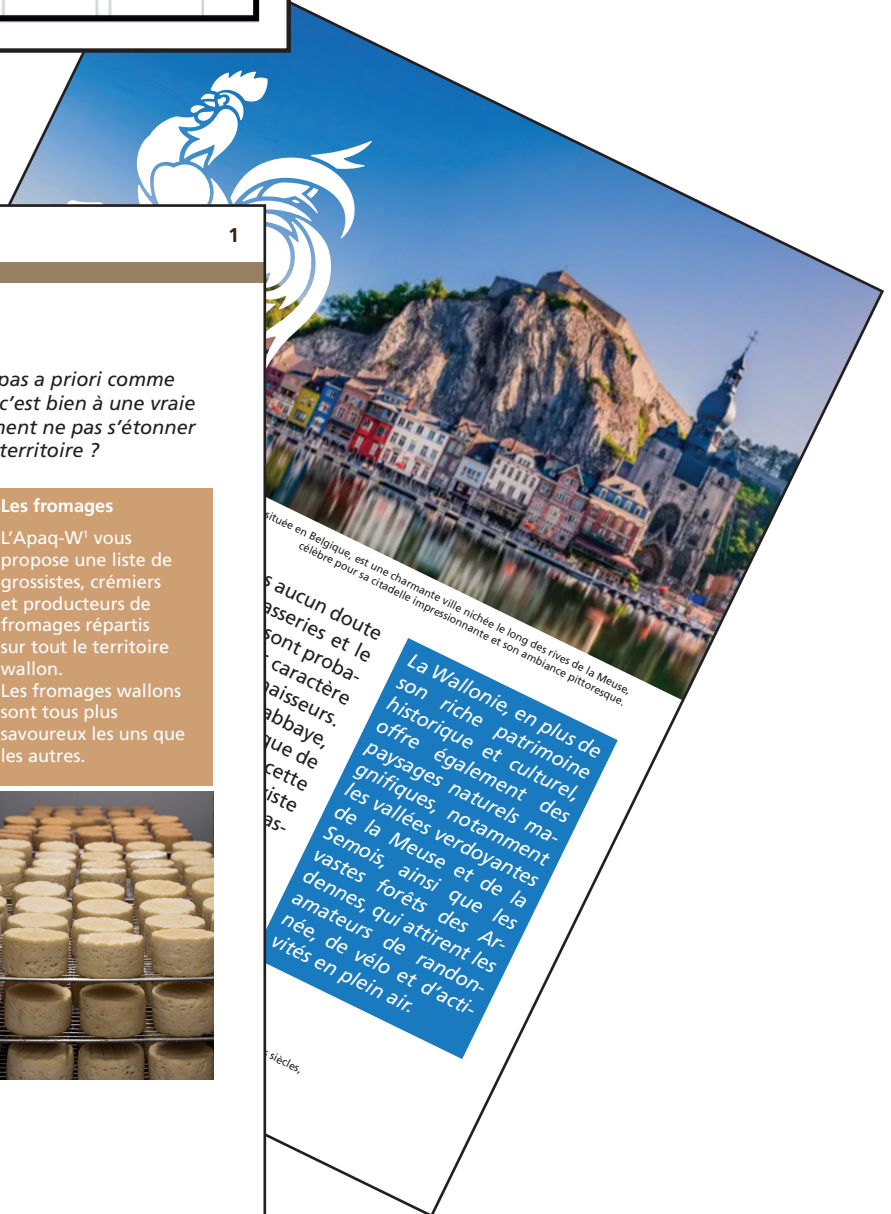 1
pas a priori comme
c'est bien à une vraie
ment ne pas s'étonner
territoire ?
Les fromages
L'Apaq-W¹ vous
propose une liste de
grossistes, crémiers
et producteurs de
fromages répartis
sur tout le territoire
wallon.
Les fromages wallons
sont tous plus
savoureux les uns que
les autres.
située en Belgique, est une charmante ville nichée le long des rives de la Meuse,
célèbre pour sa citadelle impressionnante et son ambiance pittoresque.
s aucun doute
asseries et le
sont proba-
caractère
naisseurs.
abbaye,
que de
cette
iste
as-
La Wallonie, en plus de
son riche patrimoine
historique et culturel,
offre également des
paysages naturels ma-
gnifiques, notamment
les vallées verdoyantes
de la Meuse et de la
Semois, ainsi que les
vastes forêts des Ar-
dennes, qui attirent les
amateurs de randon-
née, de vélo et d'acti-
vités en plein air.
siècles,